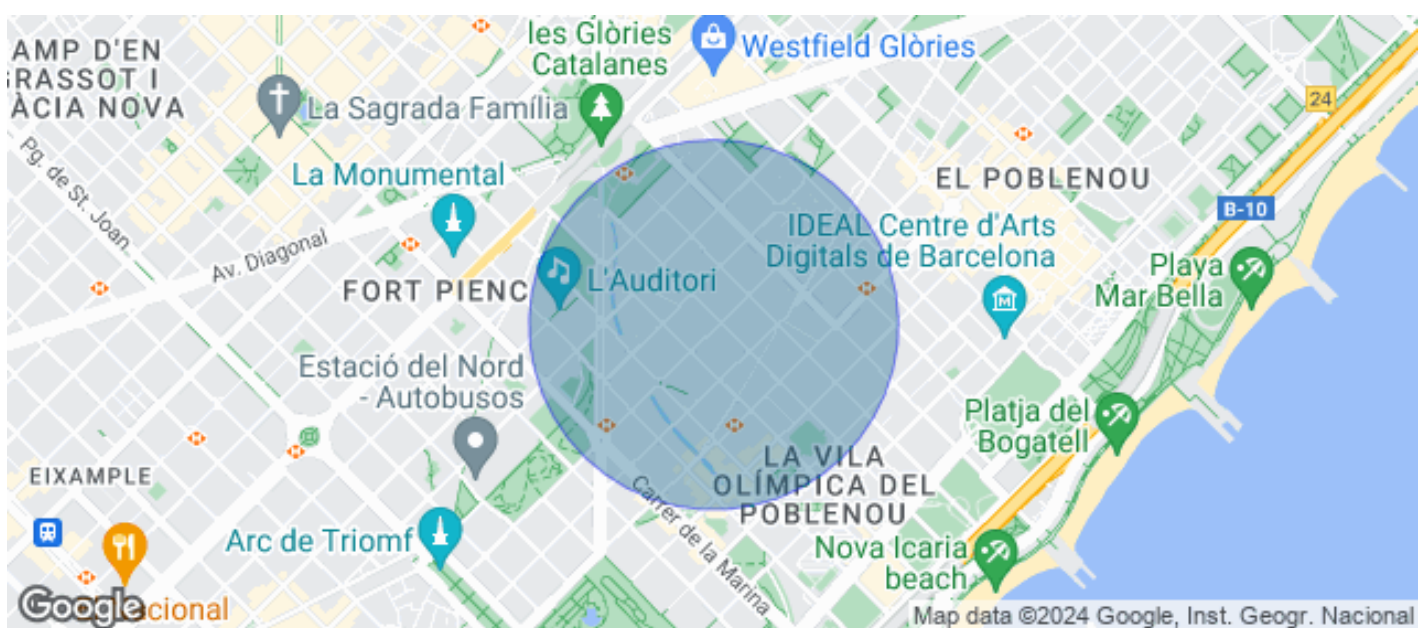 les Glòries
Catalanes
Westfield Glòries
AMP D'EN
GRASSOT I
ÀCIA NOVA
La Sagrada Família
24
Pg. de St. Joan
La Monumental
EL POBLENOU
B-10
Av. Diagonal
IDEAL Centre d'Arts
Digitals de Barcelona
Playa
Mar Bella
FORT PIENC
L'Auditori
Estació del Nord
- Autobusos
Platja del
Bogatell
EIXAMPLE
LA VILA
OLÍMPICA DEL
POBLENOU
Carrer de la Marina
Arc de Triomf
Nova Icaria
beach
Google
acional
Map data ©2024 Google, Inst. Geogr. Nacional